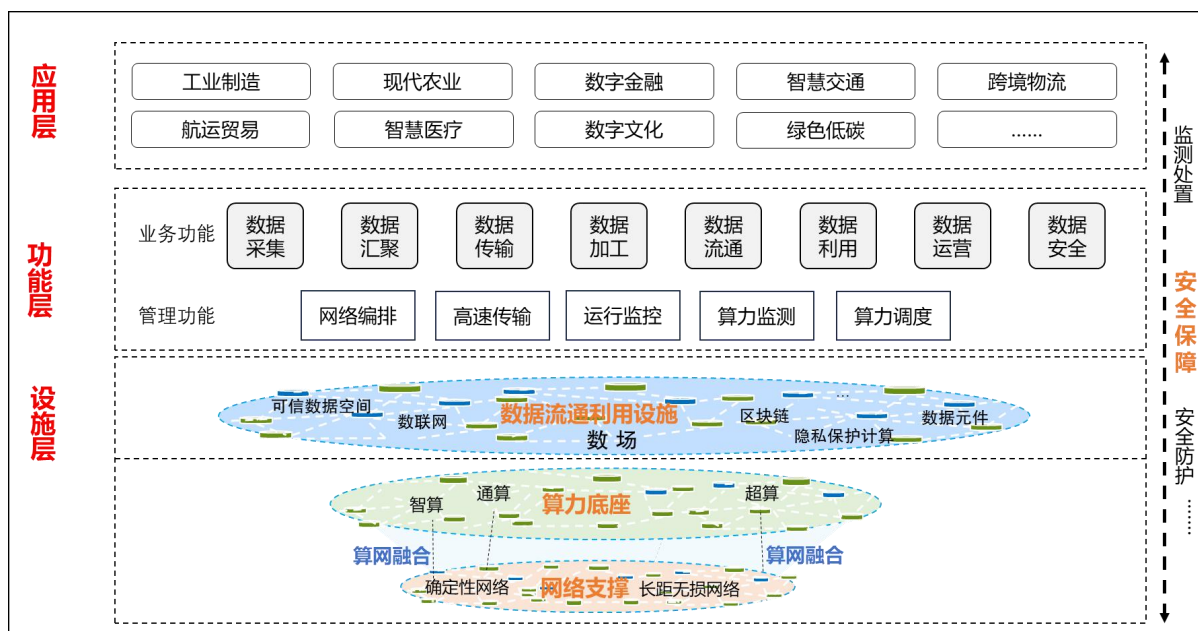 应用层
工业制造
现代农业
数字金融
智慧交通
跨境物流
航运贸易
智慧医疗
数字文化
绿色低碳
......
功能层
业务功能
数据
采集
数据
汇聚
数据
传输
数据
加工
数据
流通
数据
利用
数据
运营
数据
安全
管理功能
网络编排
高速传输
运行监控
算力监测
算力调度
设施层
可信数据空间
数联网
数据流通利用设施
数场
区块链
...
隐私保护计算
数据元件
智算
通算
算力底座
超算
算网融合
算网融合
确定性网络
...
网络支撑
长距无损网络
监测处置
安全保障
安全防护
......